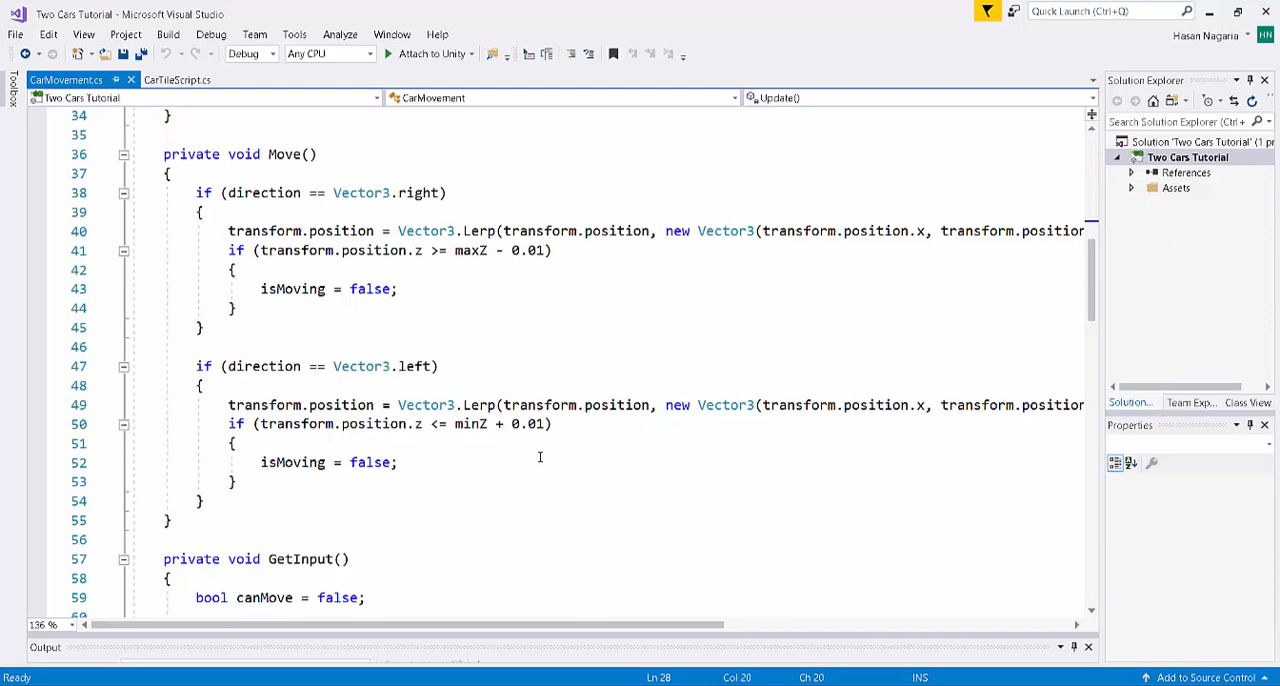 Two Cars Tutorial - Microsoft Visual Studio
Quick Launch (Ctrl+Q)
File Edit View Project Build Debug Team Tools Analyze Window Help
Hasan Nagaria HN
Debug Any CPU Attach to Unity
Toolbox
CarMovement.cs CarTileScript.cs
Two Cars Tutorial CarMovement Update()
34 }
35
36 private void Move()
37 {
38 if (direction == Vector3.right)
39 {
40 transform.position = Vector3.Lerp(transform.position, new Vector3(transform.position.x, transform.position
41 if (transform.position.z >= maxZ - 0.01)
42 {
43 isMoving = false;
44 }
45 }
46
47 if (direction == Vector3.left)
48 {
49 transform.position = Vector3.Lerp(transform.position, new Vector3(transform.position.x, transform.position
50 if (transform.position.z <= minZ + 0.01)
51 {
52 isMoving = false;
53 }
54 }
55 }
56
57 private void GetInput()
58 {
59 bool canMove = false;
136 %
Output
Solution Explorer
Search Solution Explorer (Ctrl+
Solution 'Two Cars Tutorial' (1 pr
Two Cars Tutorial
References
Assets
Solution... Team Exp... Class View
Properties
Ready Ln 28 Col 20 Ch 20 INS Add to Source Control